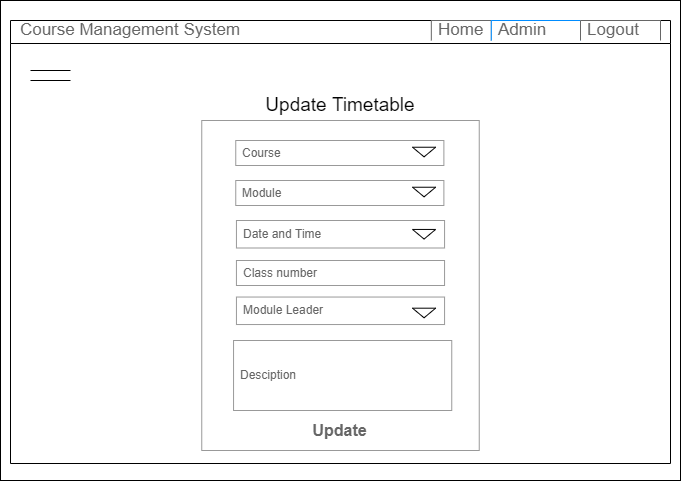 Course Management System Home Admin Logout
Update Timetable
Course
Module
Date and Time
Class number
Module Leader
Desciption
Update